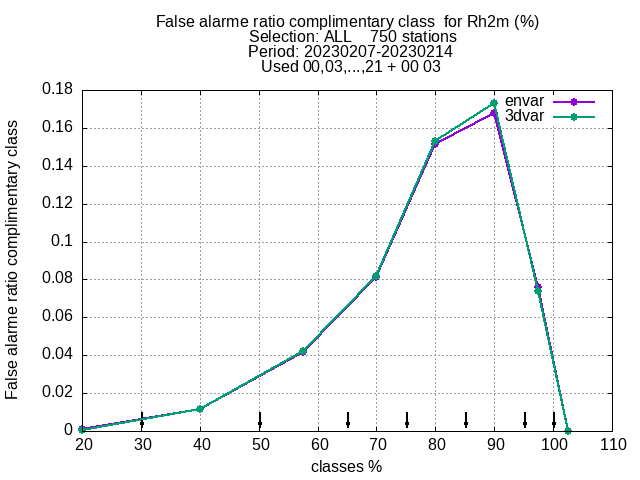 False alarme ratio complimentary class  for Rh2m (%)
Selection: ALL    750 stations
Period: 20230207-20230214
Used 00,03,...,21 + 00 03
envar
3dvar
False alarme ratio complimentary class
0.18
0.16
0.14
0.12
0.1
0.08
0.06
0.04
0.02
0
20 30 40 50 60 70 80 90 100 110
classes %